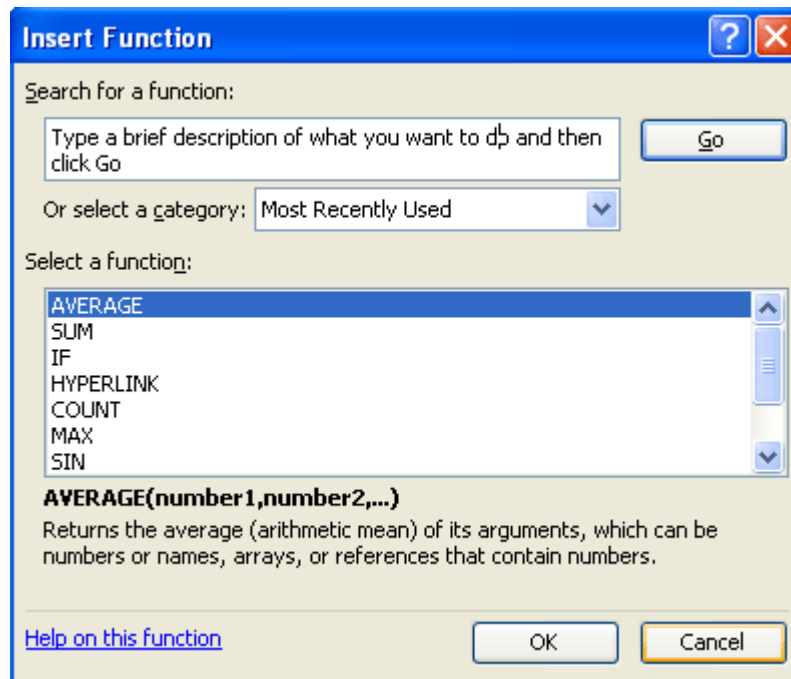 Insert Function
Search for a function:
Type a brief description of what you want to do and then
click Go
Go
Or select a category: Most Recently Used
Select a function:
AVERAGE
SUM
IF
HYPERLINK
COUNT
MAX
SIN
AVERAGE(number1,number2,...)
Returns the average (arithmetic mean) of its arguments, which can be
numbers or names, arrays, or references that contain numbers.
Help on this function
OK
Cancel